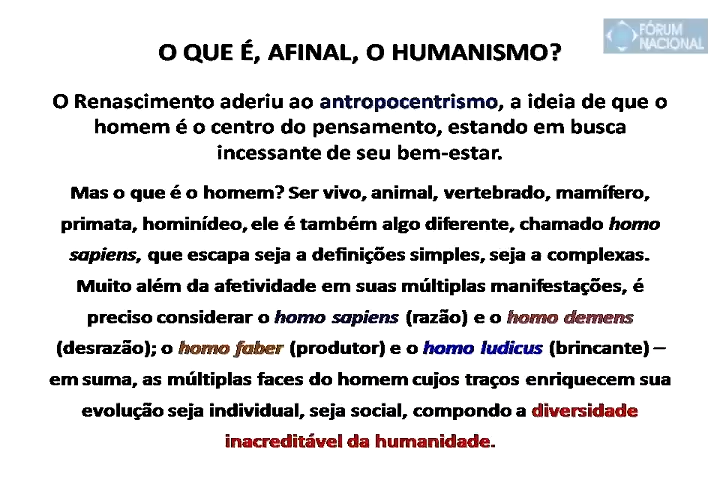 FÓRUM
NACIONAL
O QUE É, AFINAL, O HUMANISMO?
O Renascimento aderiu ao antropocentrismo, a ideia de que o
homem é o centro do pensamento, estando em busca
incessante de seu bem-estar.
Mas o que é o homem? Ser vivo, animal, vertebrado, mamífero,
primata, hominídeo, ele é também algo diferente, chamado homo
sapiens, que escapa seja a definições simples, seja a complexas.
Muito além da afetividade em suas múltiplas manifestações, é
preciso considerar o homo sapiens (razão) e o homo demens
(desrazão); o homo faber (produtor) e o homo ludicus (brincante) –
em suma, as múltiplas faces do homem cujos traços enriquecem sua
evolução seja individual, seja social, compondo a diversidade
inacreditável da humanidade.